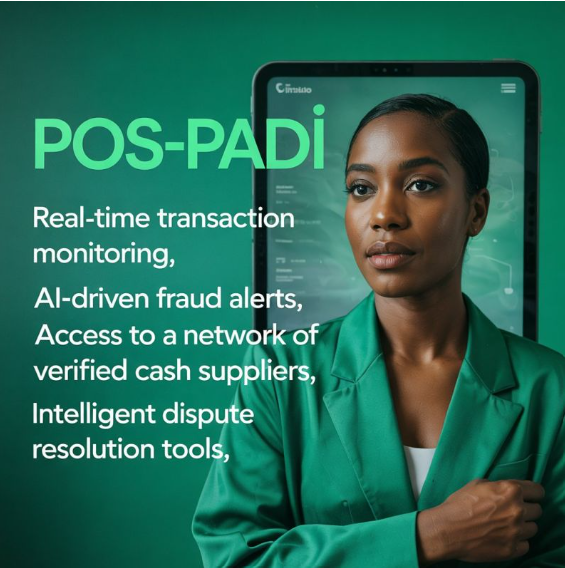 POS-PADİ
Real-time transaction
monitoring,
AI-driven fraud alerts,
Access to a network of
verified cash suppliers,
Intelligent dispute
resolution tools,